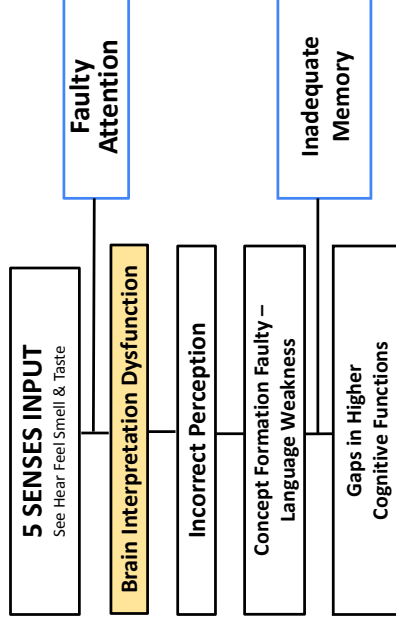 5 SENSES INPUT
See Hear Feel Smell & Taste
Faulty
Attention
Brain Interpretation Dysfunction
Incorrect Perception
Concept Formation Faulty –
Language Weakness
Inadequate
Memory
Gaps in Higher
Cognitive Functions